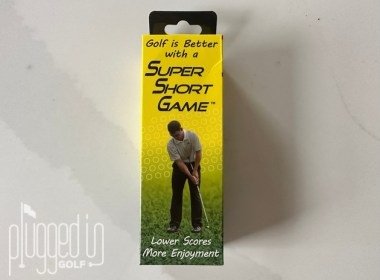 Golf is Better
with a
SUPER
SHORT
GAME™
Lower Scores
More Enjoyment
plugged in
GOLF